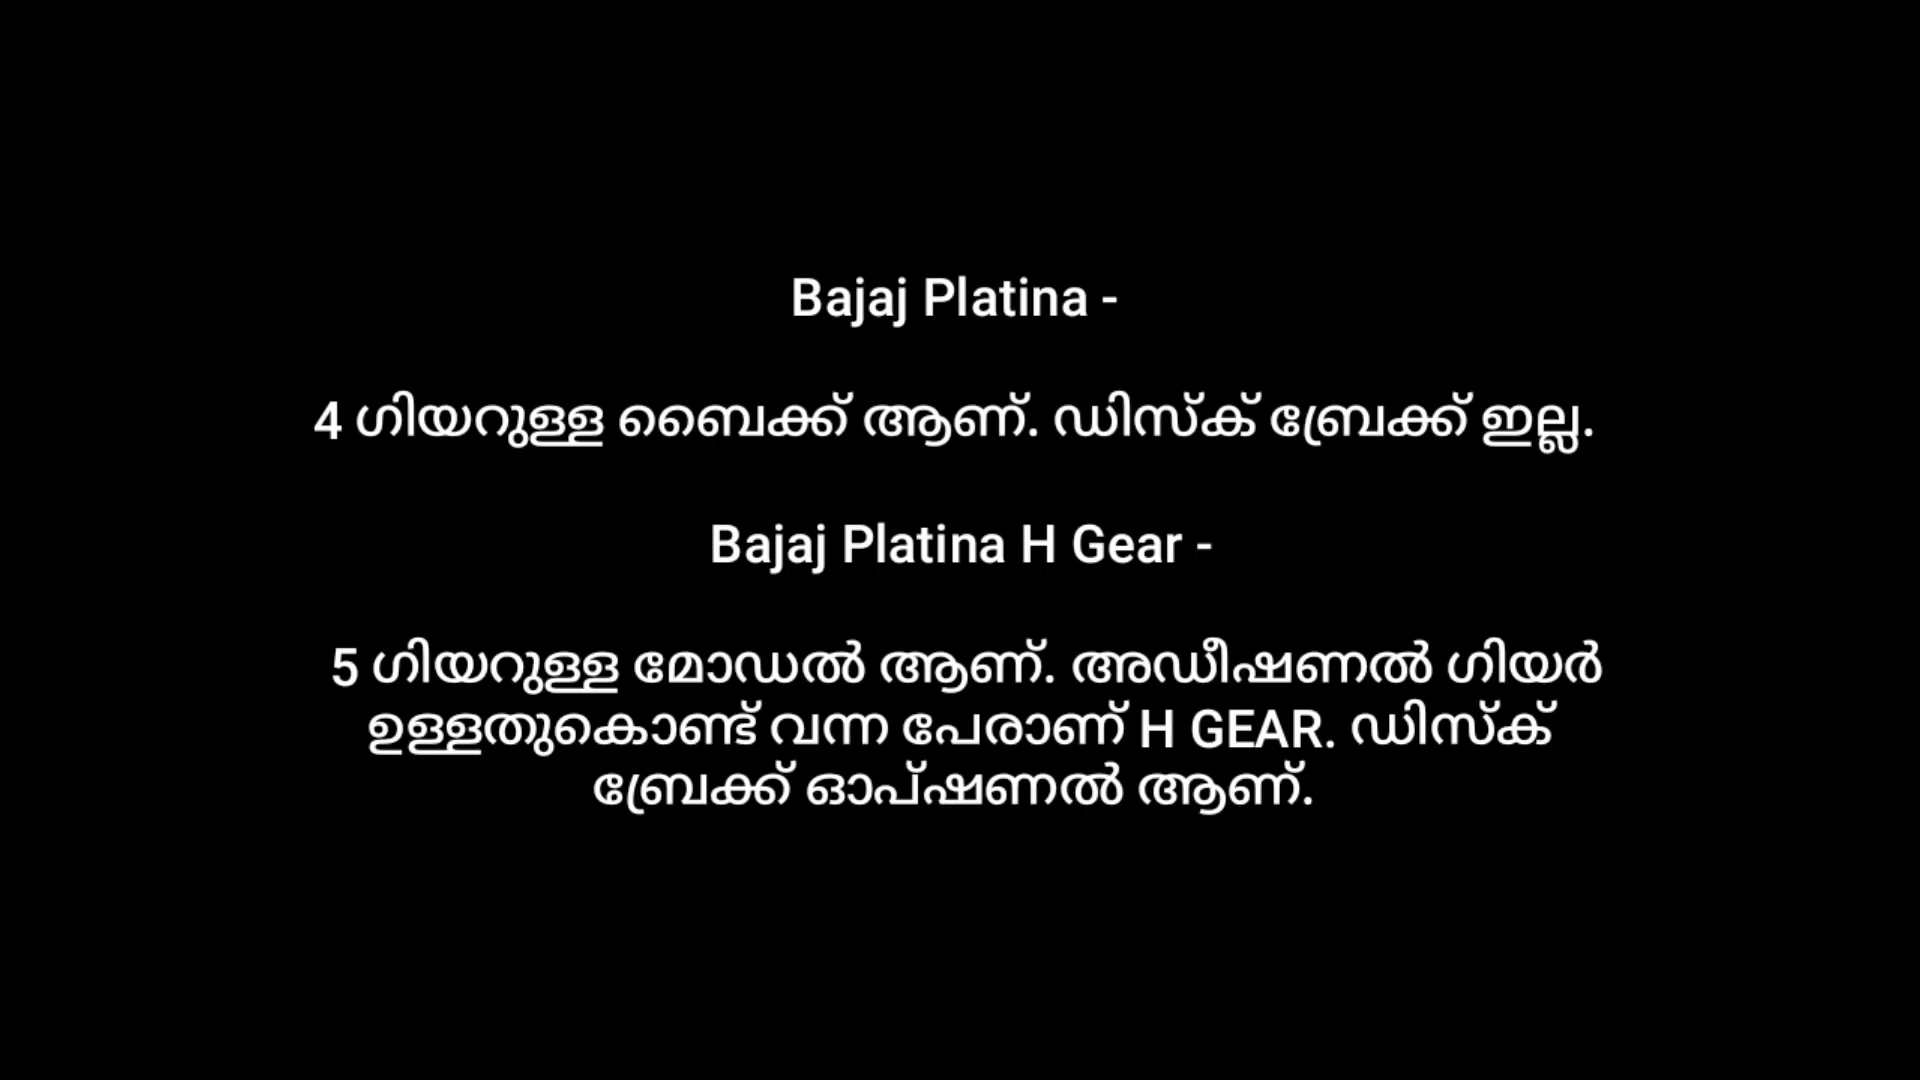 Bajaj Platina -
4 ഗിയറുള്ള ബൈക്ക് ആണ്. ഡിസ്ക് ബ്രേക്ക് ഇല്ല.
Bajaj Platina H Gear -
5 ഗിയറുള്ള മോഡൽ ആണ്. അഡീഷണൽ ഗിയർ
ഉള്ളതുകൊണ്ട് വന്ന പേരാണ് H GEAR. ഡിസ്ക്
ബ്രേക്ക് ഓപ്ഷണൽ ആണ്.